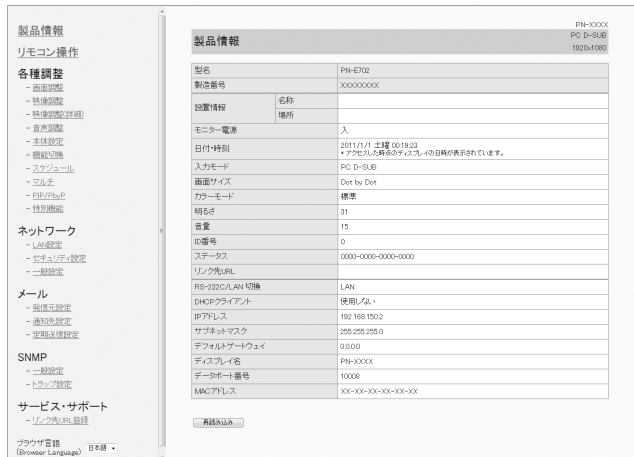 製品情報
リモコン操作
各種調整
- 画面調整
- 映像調整
- 映像調整(詳細)
- 音声調整
- 本体設定
- 機能切換
- スケジュール
- マルチ
- PIP/PbyP
- 特別機能
ネットワーク
- LAN設定
- セキュリティ設定
- 一般設定
メール
- 発信元設定
- 通知先設定
- 定期送信設定
SNMP
- 一般設定
- トラップ設定
サービス・サポート
- リンク先URL登録
ブラウザ言語
(Browser Language) 日本語
PN-XXXX
製品情報 PC D-SUB
1920x1080
型名 PN-E702
製造番号 XXXXXXXX
設置情報 名称
場所
モニター電源 入
日付・時刻 2011/1/1 土曜 00:19:23
* アクセスした時点のディスプレイの日時が表示されています。
入力モード PC D-SUB
画面サイズ Dot by Dot
カラーモード 標準
明るさ 31
音量 15
ID番号 0
ステータス 0000-0000-0000-0000
リンク先URL
RS-232C/LAN 切換 LAN
DHCPクライアント 使用しない
IPアドレス 192.168.150.2
サブネットマスク 255.255.255.0
デフォルトゲートウェイ 0.0.0.0
ディスプレイ名 PN-XXXX
データポート番号 10008
MACアドレス XX-XX-XX-XX-XX-XX
再読み込み